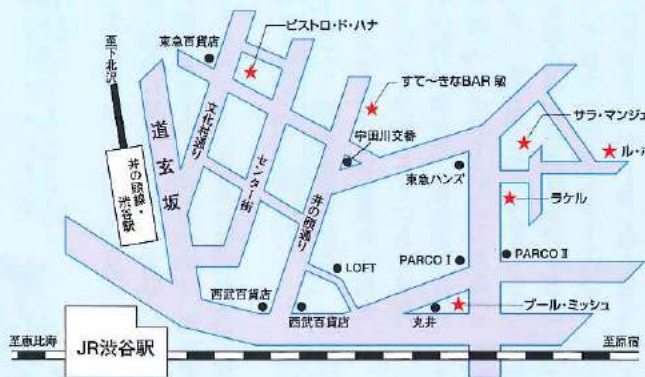 ビストロ・ド・ハナ
東急百貨店
至下北沢
すて〜きなBAR 敏
サラ・マンジュ
宇田川交番
道玄坂
文化村通り
センター街
井の頭通り
井の頭線・渋谷駅
東急ハンズ
ラケル
LOFT
PARCO I
PARCO II
西武百貨店
西武百貨店
丸井
ブール・ミッシュ
至恵比寿
JR渋谷駅
至原宿